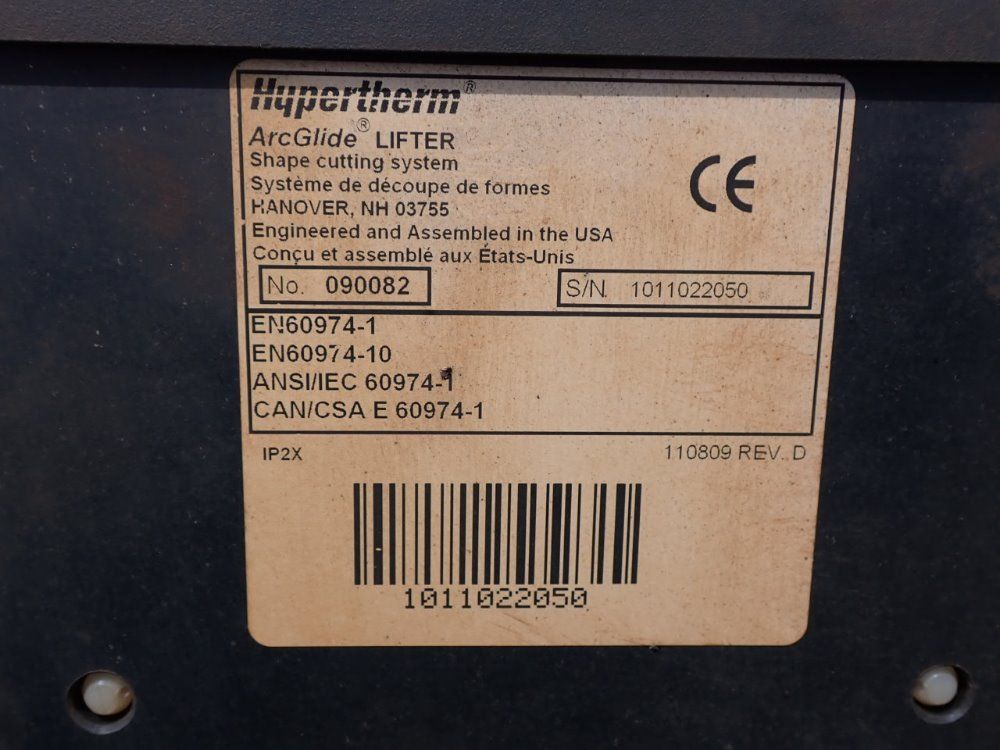 Hypertherm®
ArcGlide® LIFTER
Shape cutting system
Système de découpe de formes
HANOVER, NH 03755
Engineered and Assembled in the USA
Conçu et assemblé aux États-Unis
CE
No. 090082
S/N 1011022050
EN60974-1
EN60974-10
ANSI/IEC 60974-1
CAN/CSA E 60974-1
IP2X
110809 REV. D
1011022050